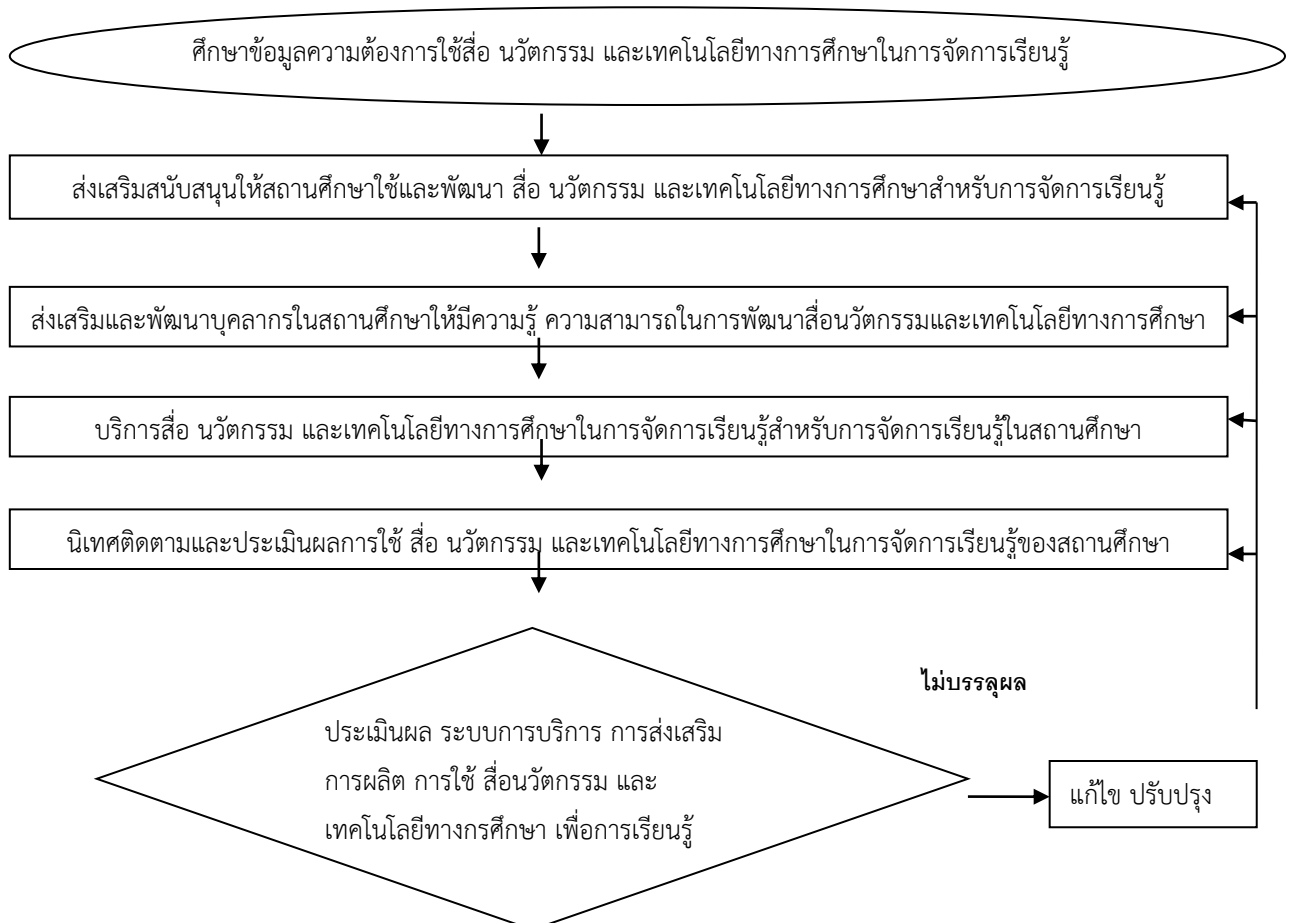 ศึกษาข้อมูลความต้องการใช้สื่อ นวัตกรรม และเทคโนโลยีทางการศึกษาในการจัดการเรียนรู้
ส่งเสริมสนับสนุนให้สถานศึกษาใช้และพัฒนา สื่อ นวัตกรรม และเทคโนโลยีทางการศึกษาสำหรับการจัดการเรียนรู้
ส่งเสริมและพัฒนาบุคลากรในสถานศึกษาให้มีความรู้ ความสามารถในการพัฒนาสื่อนวัตกรรมและเทคโนโลยีทางการศึกษา
บริการสื่อ นวัตกรรม และเทคโนโลยีทางการศึกษาในการจัดการเรียนรู้สำหรับการจัดการเรียนรู้ในสถานศึกษา
นิเทศติดตามและประเมินผลการใช้ สื่อ นวัตกรรม และเทคโนโลยีทางการศึกษาในการจัดการเรียนรู้ของสถานศึกษา
ไม่บรรลุผล
ประเมินผล ระบบการบริการ การส่งเสริม
การผลิต การใช้ สื่อนวัตกรรม และ
เทคโนโลยีทางกรศึกษา เพื่อการเรียนรู้
แก้ไข ปรับปรุง